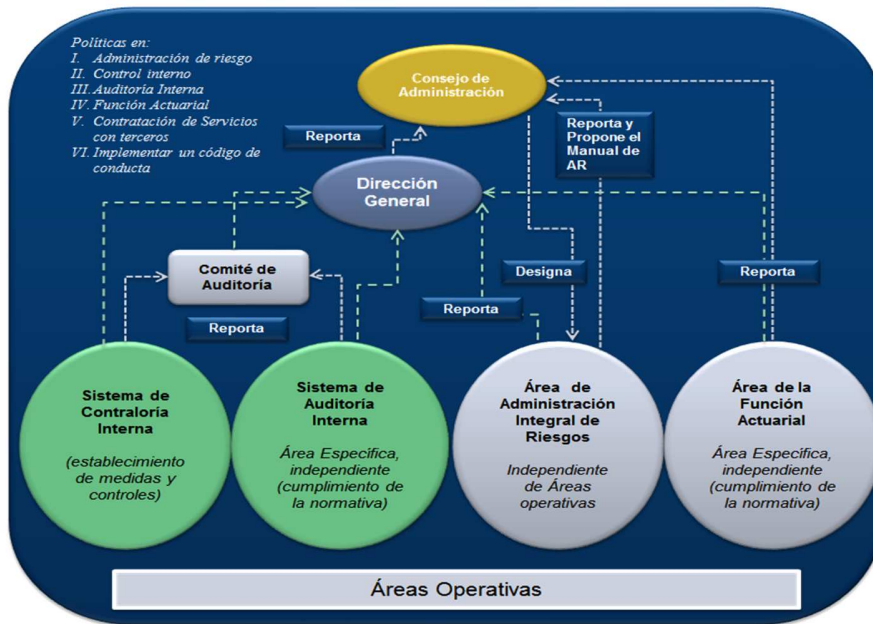 Políticas en:
I. Administración de riesgo
II. Control interno
III. Auditoría Interna
IV. Función Actuarial
V. Contratación de Servicios
con terceros
VI. Implementar un código de
conducta
Consejo de
Administración
Reporta
Reporta y
Propone el
Manual de
AR
Dirección
General
Comité de
Auditoría
Designa
Reporta
Reporta
Reporta
Sistema de
Contraloría
Interna
(establecimiento
de medidas y
controles)
Sistema de
Auditoría
Interna
Área Específica,
independiente
(cumplimiento de
la normativa)
Área de
Administración
Integral de
Riesgos
Independiente
de Áreas
operativas
Área de la
Función
Actuarial
Área Específica,
independiente
(cumplimiento de
la normativa)
Áreas Operativas